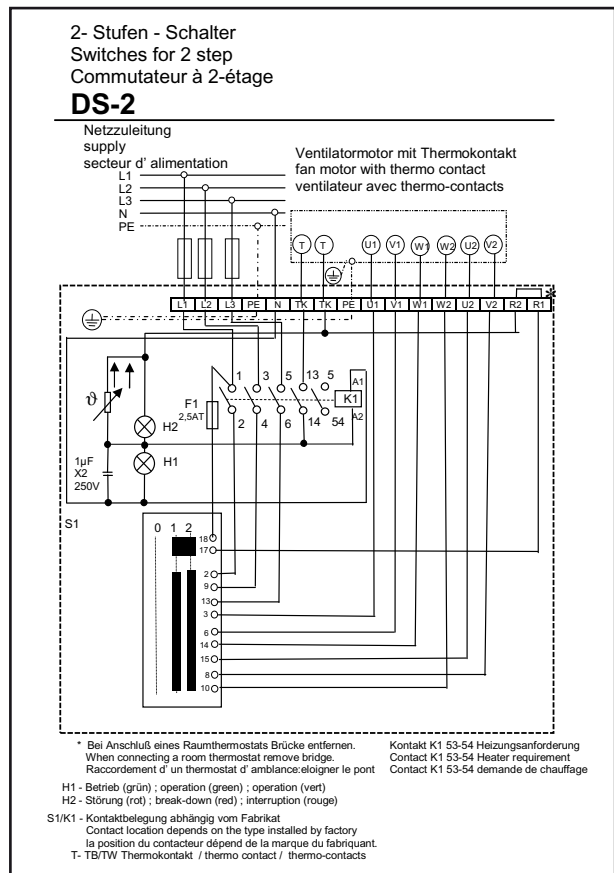 2- Stufen - Schalter
Switches for 2 step
Commutateur à 2-étage
DS-2
Netzzuleitung
supply
secteur d' alimentation
L1
L2
L3
N
PE
Ventilatormotor mit Thermokontakt
fan motor with thermo contact
ventilateur avec thermo-contacts
T T U1 V1 W1 W2 U2 V2
L1 L2 L3 PE N TK TK PE U1 V1 W1 W2 U2 V2 R2 R1 *
1 3 5 13 5
A1
K1
A2
F1
2,5AT
2 4 6 14 54
ϑ
H2
H1
1µF
X2
250V
S1
0 1 2
18
17
2
9
13
3
6
14
15
8
10
* Bei Anschluß eines Raumthermostats Brücke entfernen.
When connecting a room thermostat remove bridge.
Raccordement d' un thermostat d' amblance:eloigner le pont
Kontakt K1 53-54 Heizungsanforderung
Contact K1 53-54 Heater requirement
Contact K1 53-54 demande de chauffage
H1 - Betrieb (grün) ; operation (green) ; operation (vert)
H2 - Störung (rot) ; break-down (red) ; interruption (rouge)
S1/K1 - Kontaktbelegung abhängig vom Fabrikat
Contact location depends on the type installed by factory
la position du contacteur dépend de la marque du fabriquant.
T- TB/TW Thermokontakt / thermo contact / thermo-contacts